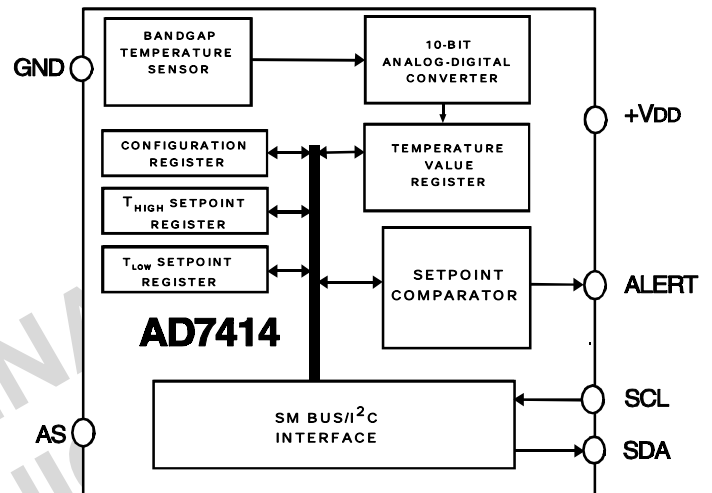 BANDGAP
TEMPERATURE
SENSOR
10-BIT
ANALOG-DIGITAL
CONVERTER
GND
+VDD
CONFIGURATION
REGISTER
TEMPERATURE
VALUE
REGISTER
THIGH SETPOINT
REGISTER
TLOW SETPOINT
REGISTER
SETPOINT
COMPARATOR
ALERT
AD7414
SM BUS/I²C
INTERFACE
SCL
AS
SDA